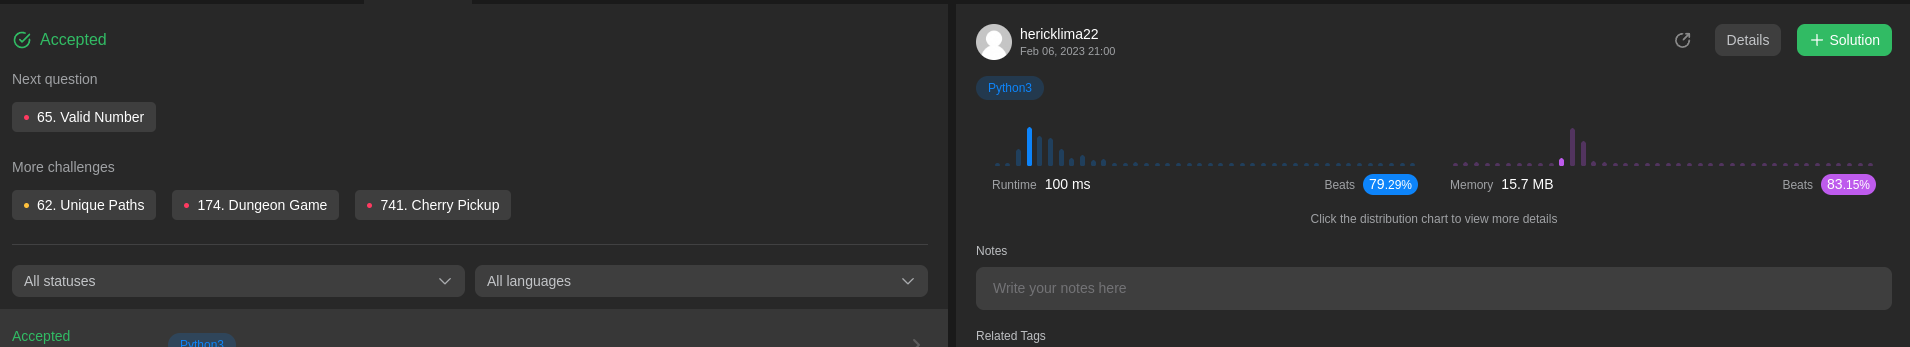 Accepted
Next question
65. Valid Number
More challenges
62. Unique Paths
174. Dungeon Game
741. Cherry Pickup
All statuses
All languages
Accepted
Python3
hericklima22
Feb 06, 2023 21:00
Details
Solution
Python3
Runtime 100 ms
Beats 79.29%
Memory 15.7 MB
Beats 83.15%
Click the distribution chart to view more details
Notes
Write your notes here
Related Tags